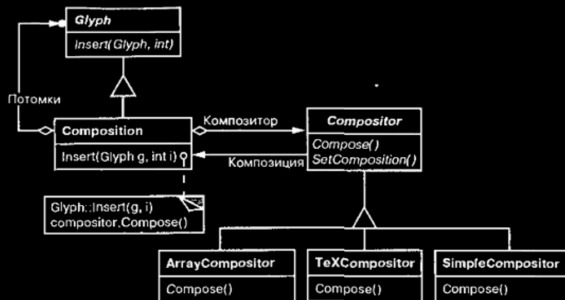 Glyph
Insert(Glyph, int)
Потомки
Composition
Insert(Glyph g, int i)
Композитор
Композиция
Compositor
Compose()
SetComposition()
Glyph::Insert(g, i)
compositor.Compose()
ArrayCompositor
Compose()
TeXCompositor
Compose()
SimpleCompositor
Compose()